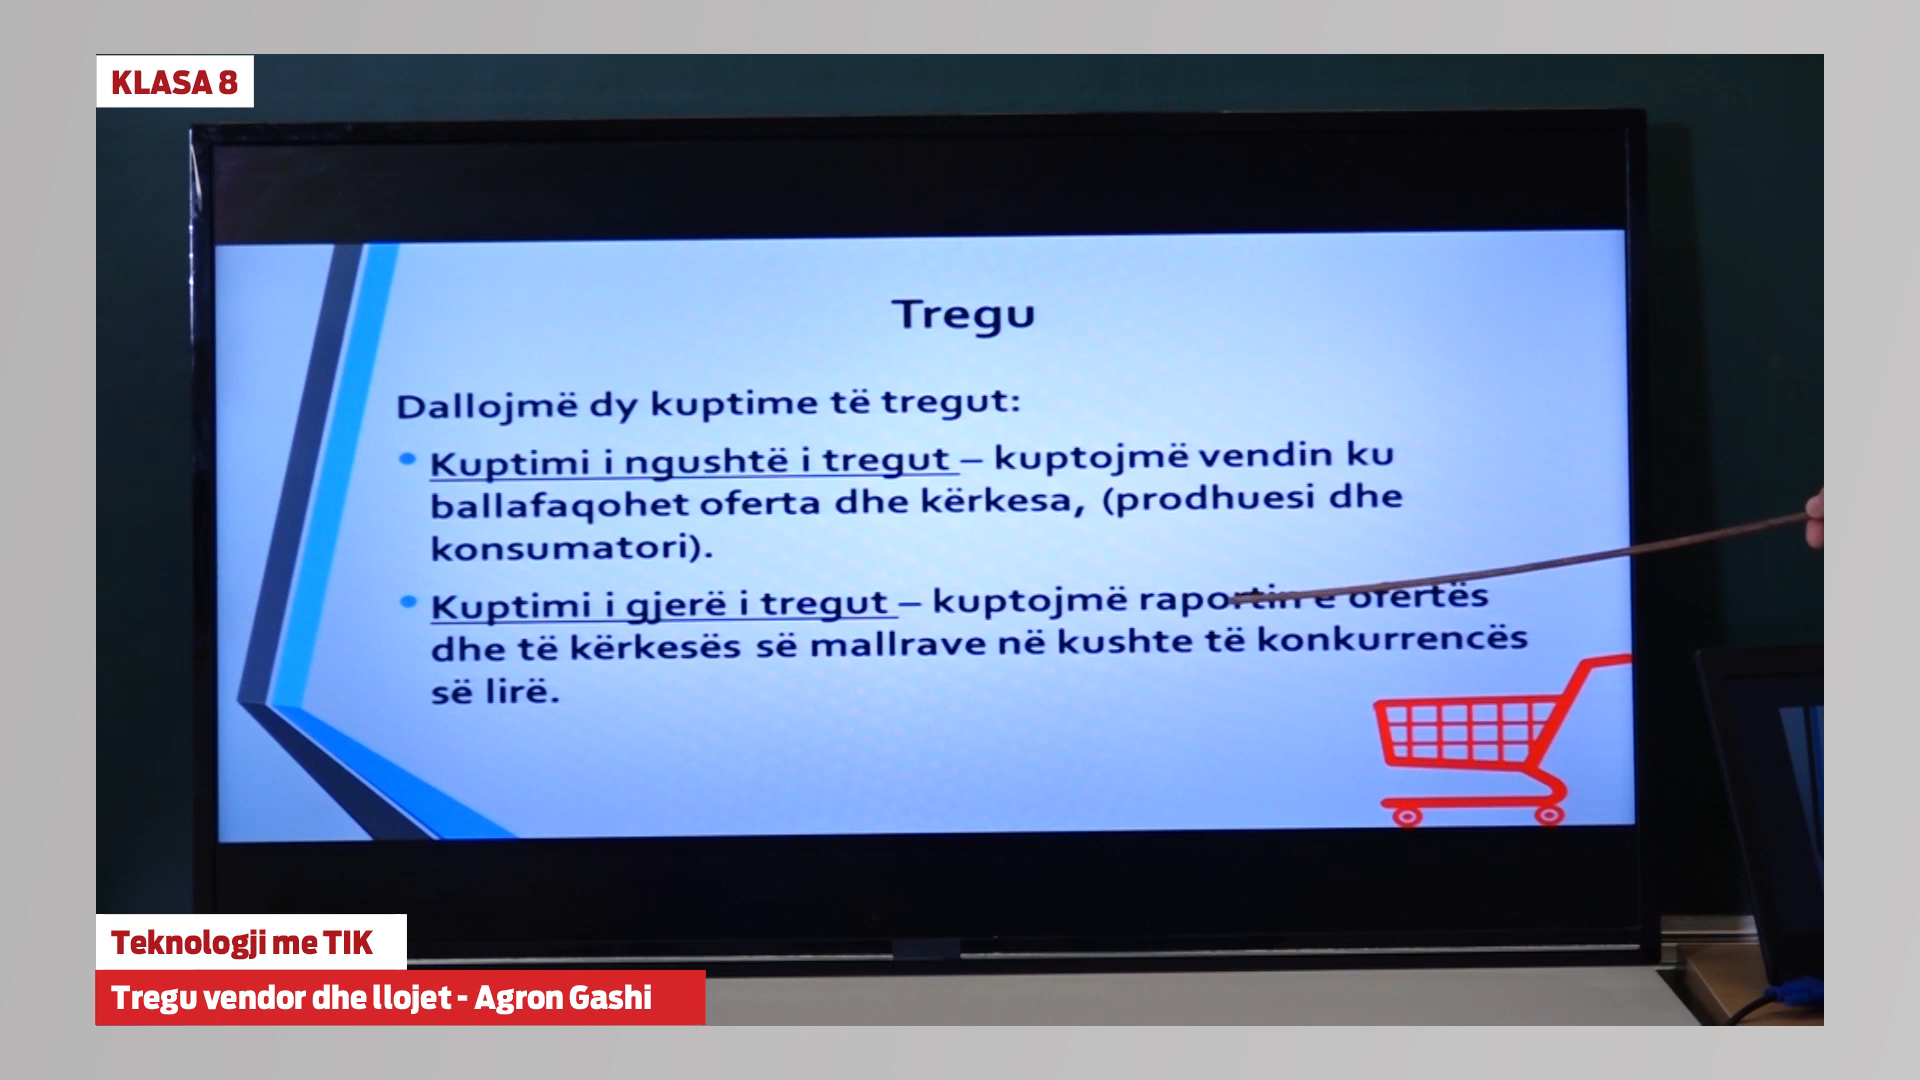 KLASA 8
Tregu
Dallojmë dy kuptime të tregut:
Kuptimi i ngushtë i tregut – kuptojmë vendin ku
ballafaqohet oferta dhe kërkesa, (prodhuesi dhe
konsumatori).
Kuptimi i gjerë i tregut – kuptojmë raportin e ofertës
dhe të kërkesës së mallrave në kushte të konkurrencës
së lirë.
Teknologji me TIK
Tregu vendor dhe llojet - Agron Gashi